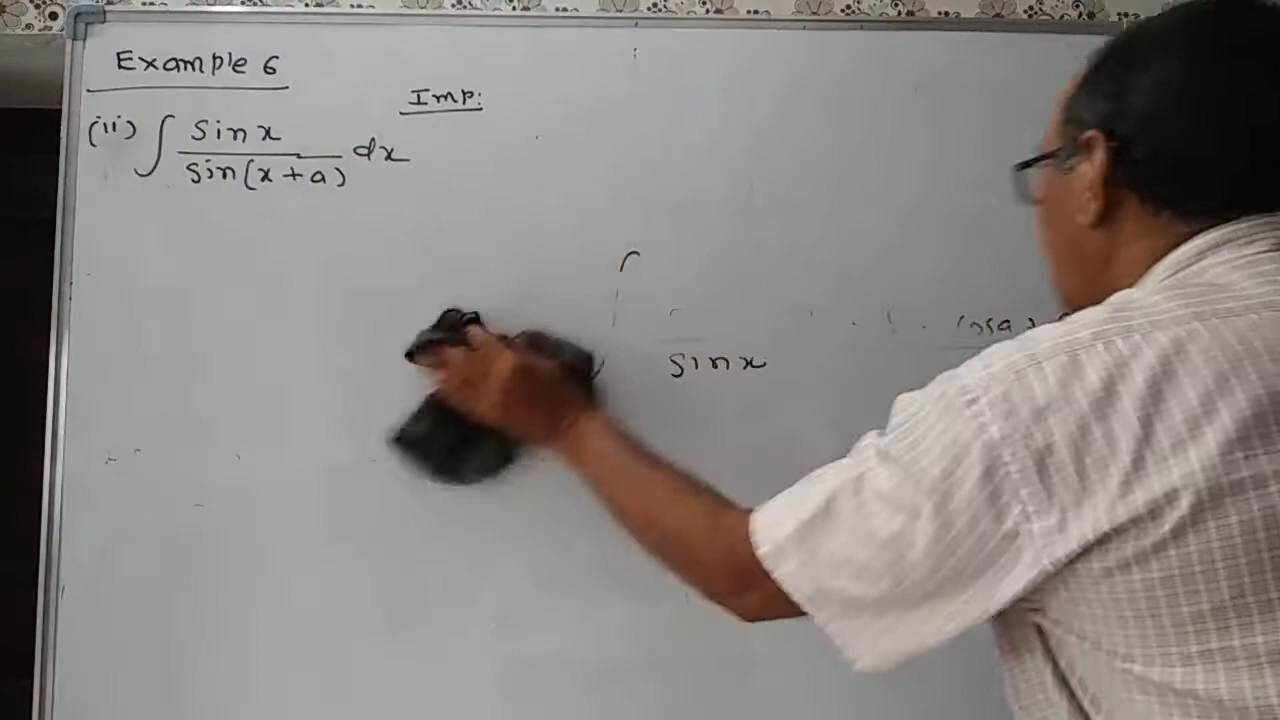 Example 6
Imp:
(ii) ∫ sin x / sin(x + a) dx
sin x